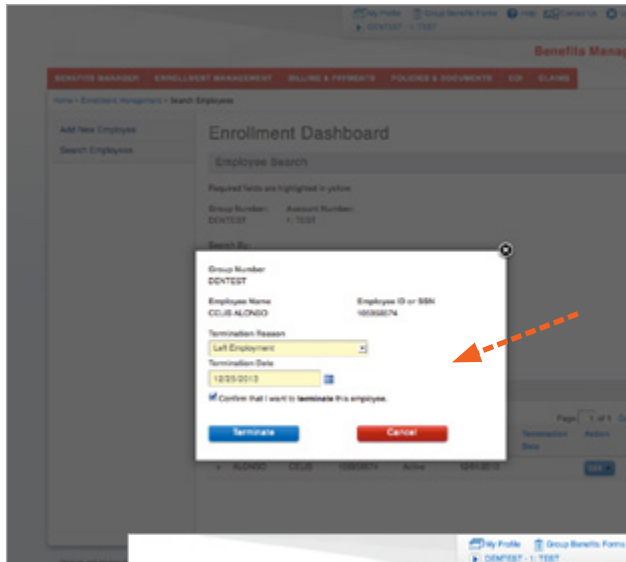 My Profile Group Benefits Forms Help Contact Us
DENTEST - 1: TEST
Benefits Manag
BENEFITS MANAGER ENROLLMENT MANAGEMENT BILLING & PAYMENTS POLICIES & DOCUMENTS EDI CLAIMS
Home > Enrollment Management > Search Employees
Add New Employee
Search Employees
Enrollment Dashboard
Employee Search
Required fields are highlighted in yellow
Group Number: Account Number:
DENTEST 1: TEST
Search By:
Group Number
DENTEST
Employee Name Employee ID or SSN
CELIS ALONSO
Termination Reason
Left Employment
Termination Date
12/25/2013
Confirm that I want to terminate this employee.
Terminate Cancel
Page 1 of 1
Termination Date Action
ALONSO CELIS Active
My Profile Group Benefits Forms
DENTEST - 1: TEST